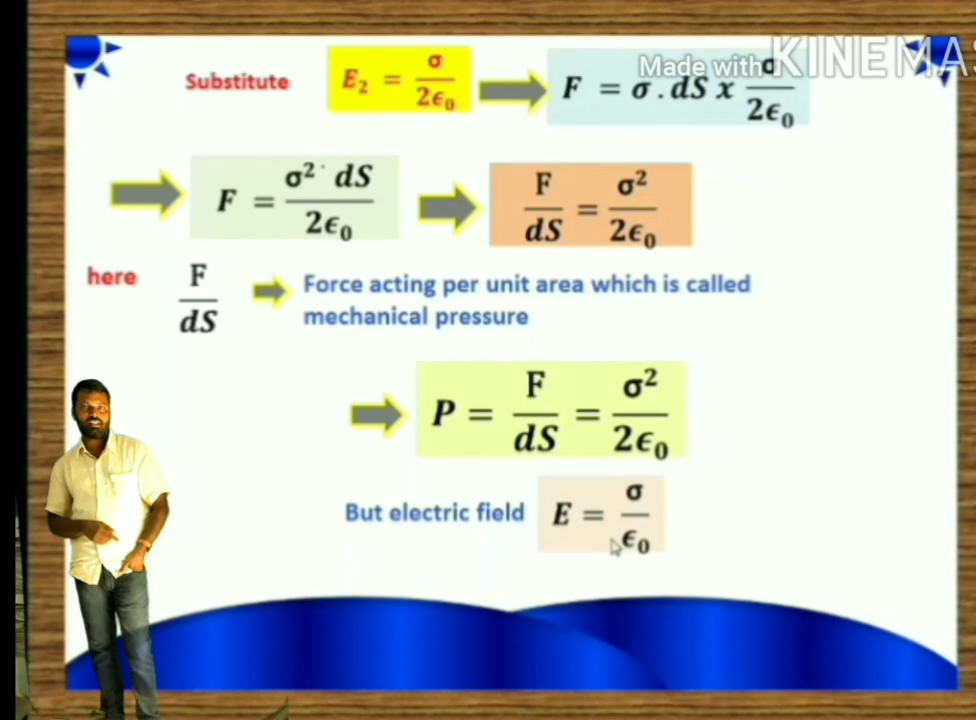 Substitute E₂ = σ/2ϵ₀ F = σ . dS x σ/2ϵ₀
Made with KINEMAS
F = σ² dS/2ϵ₀ F/dS = σ²/2ϵ₀
here F/dS Force acting per unit area which is called
mechanical pressure
P = F/dS = σ²/2ϵ₀
But electric field E = σ/ϵ₀